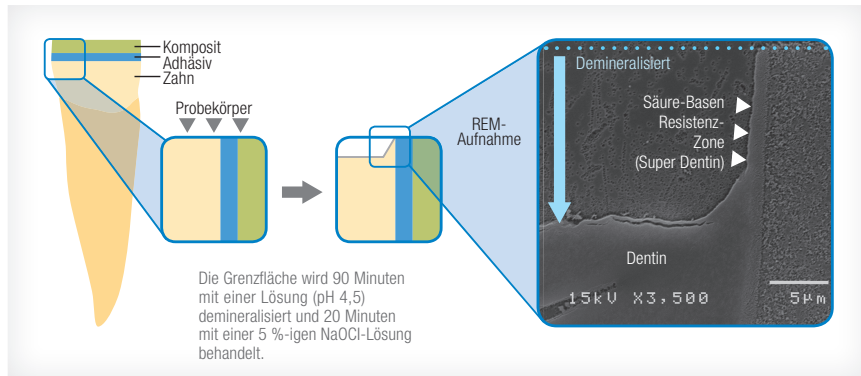 Komposit
Adhäsiv
Zahn
Probekörper
Die Grenzfläche wird 90 Minuten
mit einer Lösung (pH 4,5)
demineralisiert und 20 Minuten
mit einer 5 %-igen NaOCl-Lösung
behandelt.
REM-
Aufnahme
Demineralisiert
Säure-Basen
Resistenz-
Zone
(Super Dentin)
Dentin
15kV X3,500 5µm